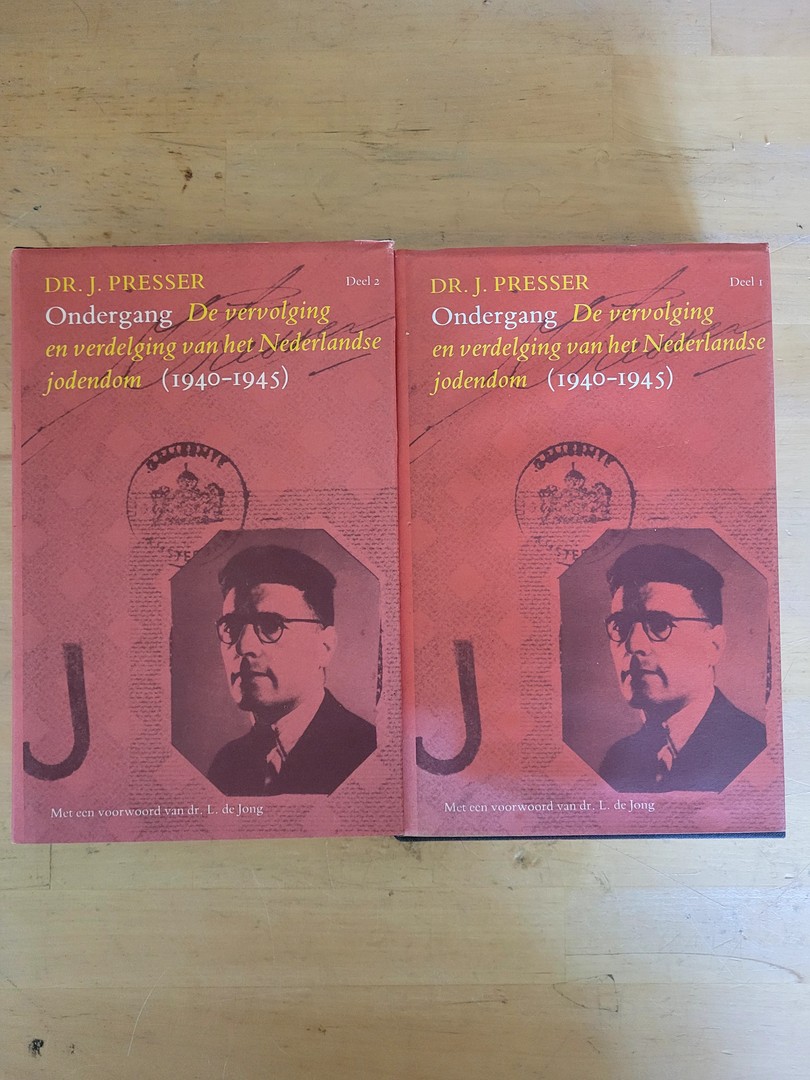 DR. J. PRESSER
Deel 2
Ondergang De vervolging
en verdelging van het Nederlandse
jodendom (1940-1945)
J
Met een voorwoord van dr. L. de Jong
DR. J. PRESSER
Deel 1
Ondergang De vervolging
en verdelging van het Nederlandse
jodendom (1940-1945)
J
Met een voorwoord van dr. L. de Jong